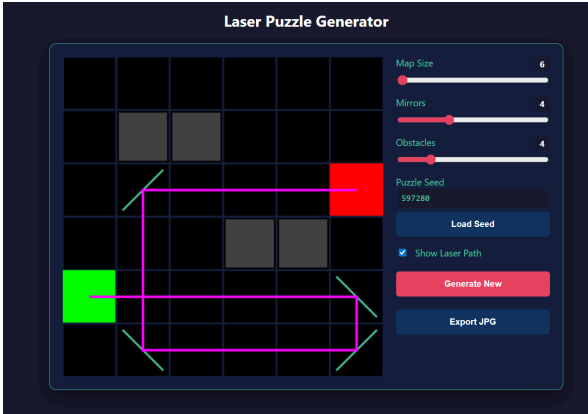 Laser Puzzle Generator
Map Size 6
Mirrors 4
Obstacles 4
Puzzle Seed
597280
Load Seed
Show Laser Path
Generate New
Export JPG